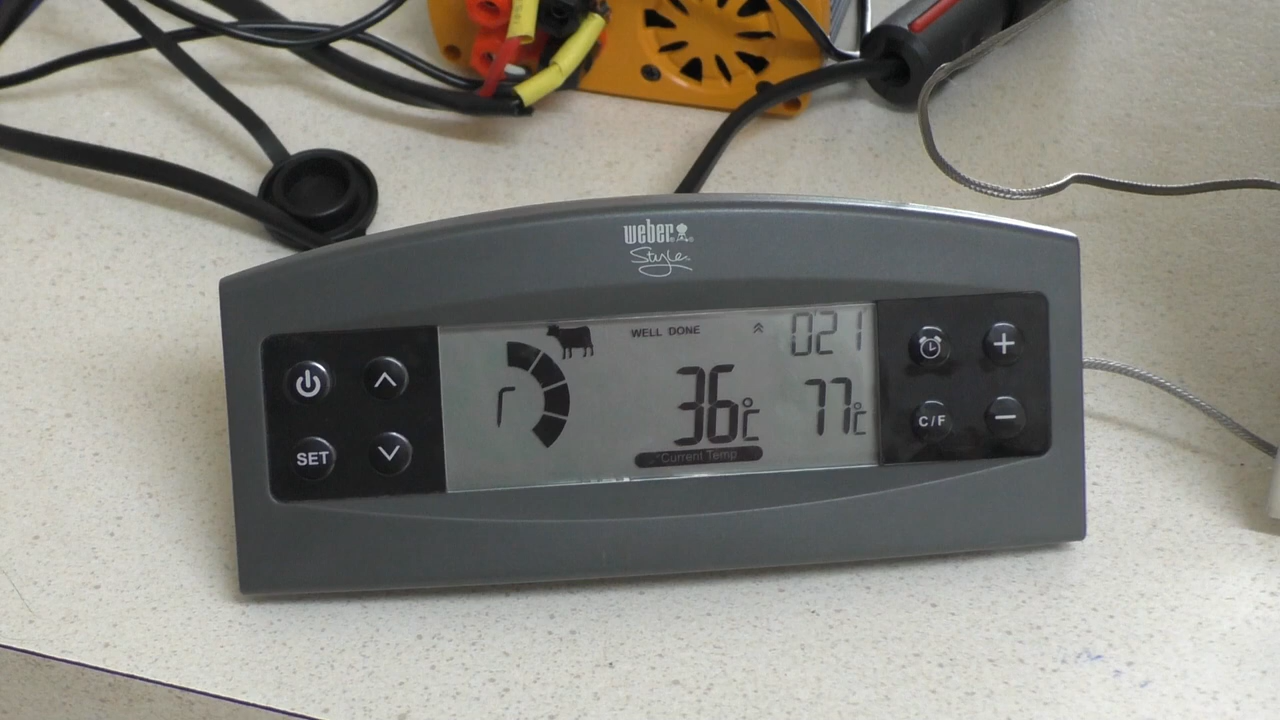 weber
Style
WELL DONE
021
36°C
77°C
Current Temp
SET
C/F